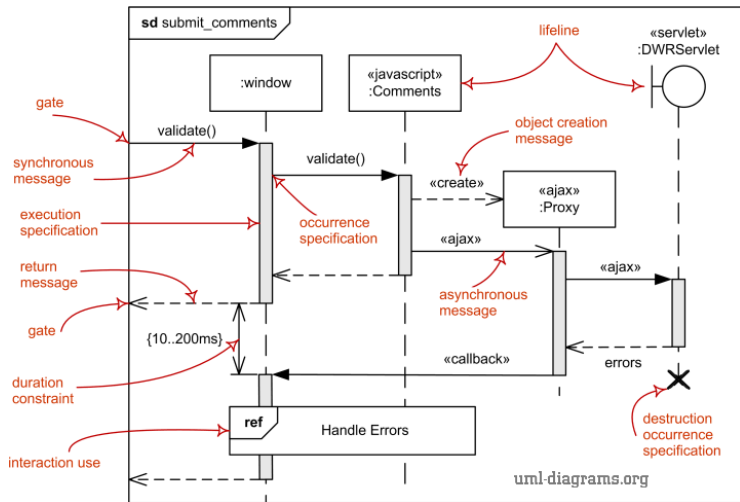 sd submit_comments
lifeline
«servlet»
:DWRServlet
:window
«javascript»
:Comments
gate
object creation
message
validate()
synchronous
message
validate()
«create»
«ajax»
:Proxy
execution
specification
occurrence
specification
«ajax»
«ajax»
return
message
asynchronous
message
gate
{10..200ms}
«callback»
errors
duration
constraint
ref
Handle Errors
destruction
occurrence
specification
interaction use
uml-diagrams.org